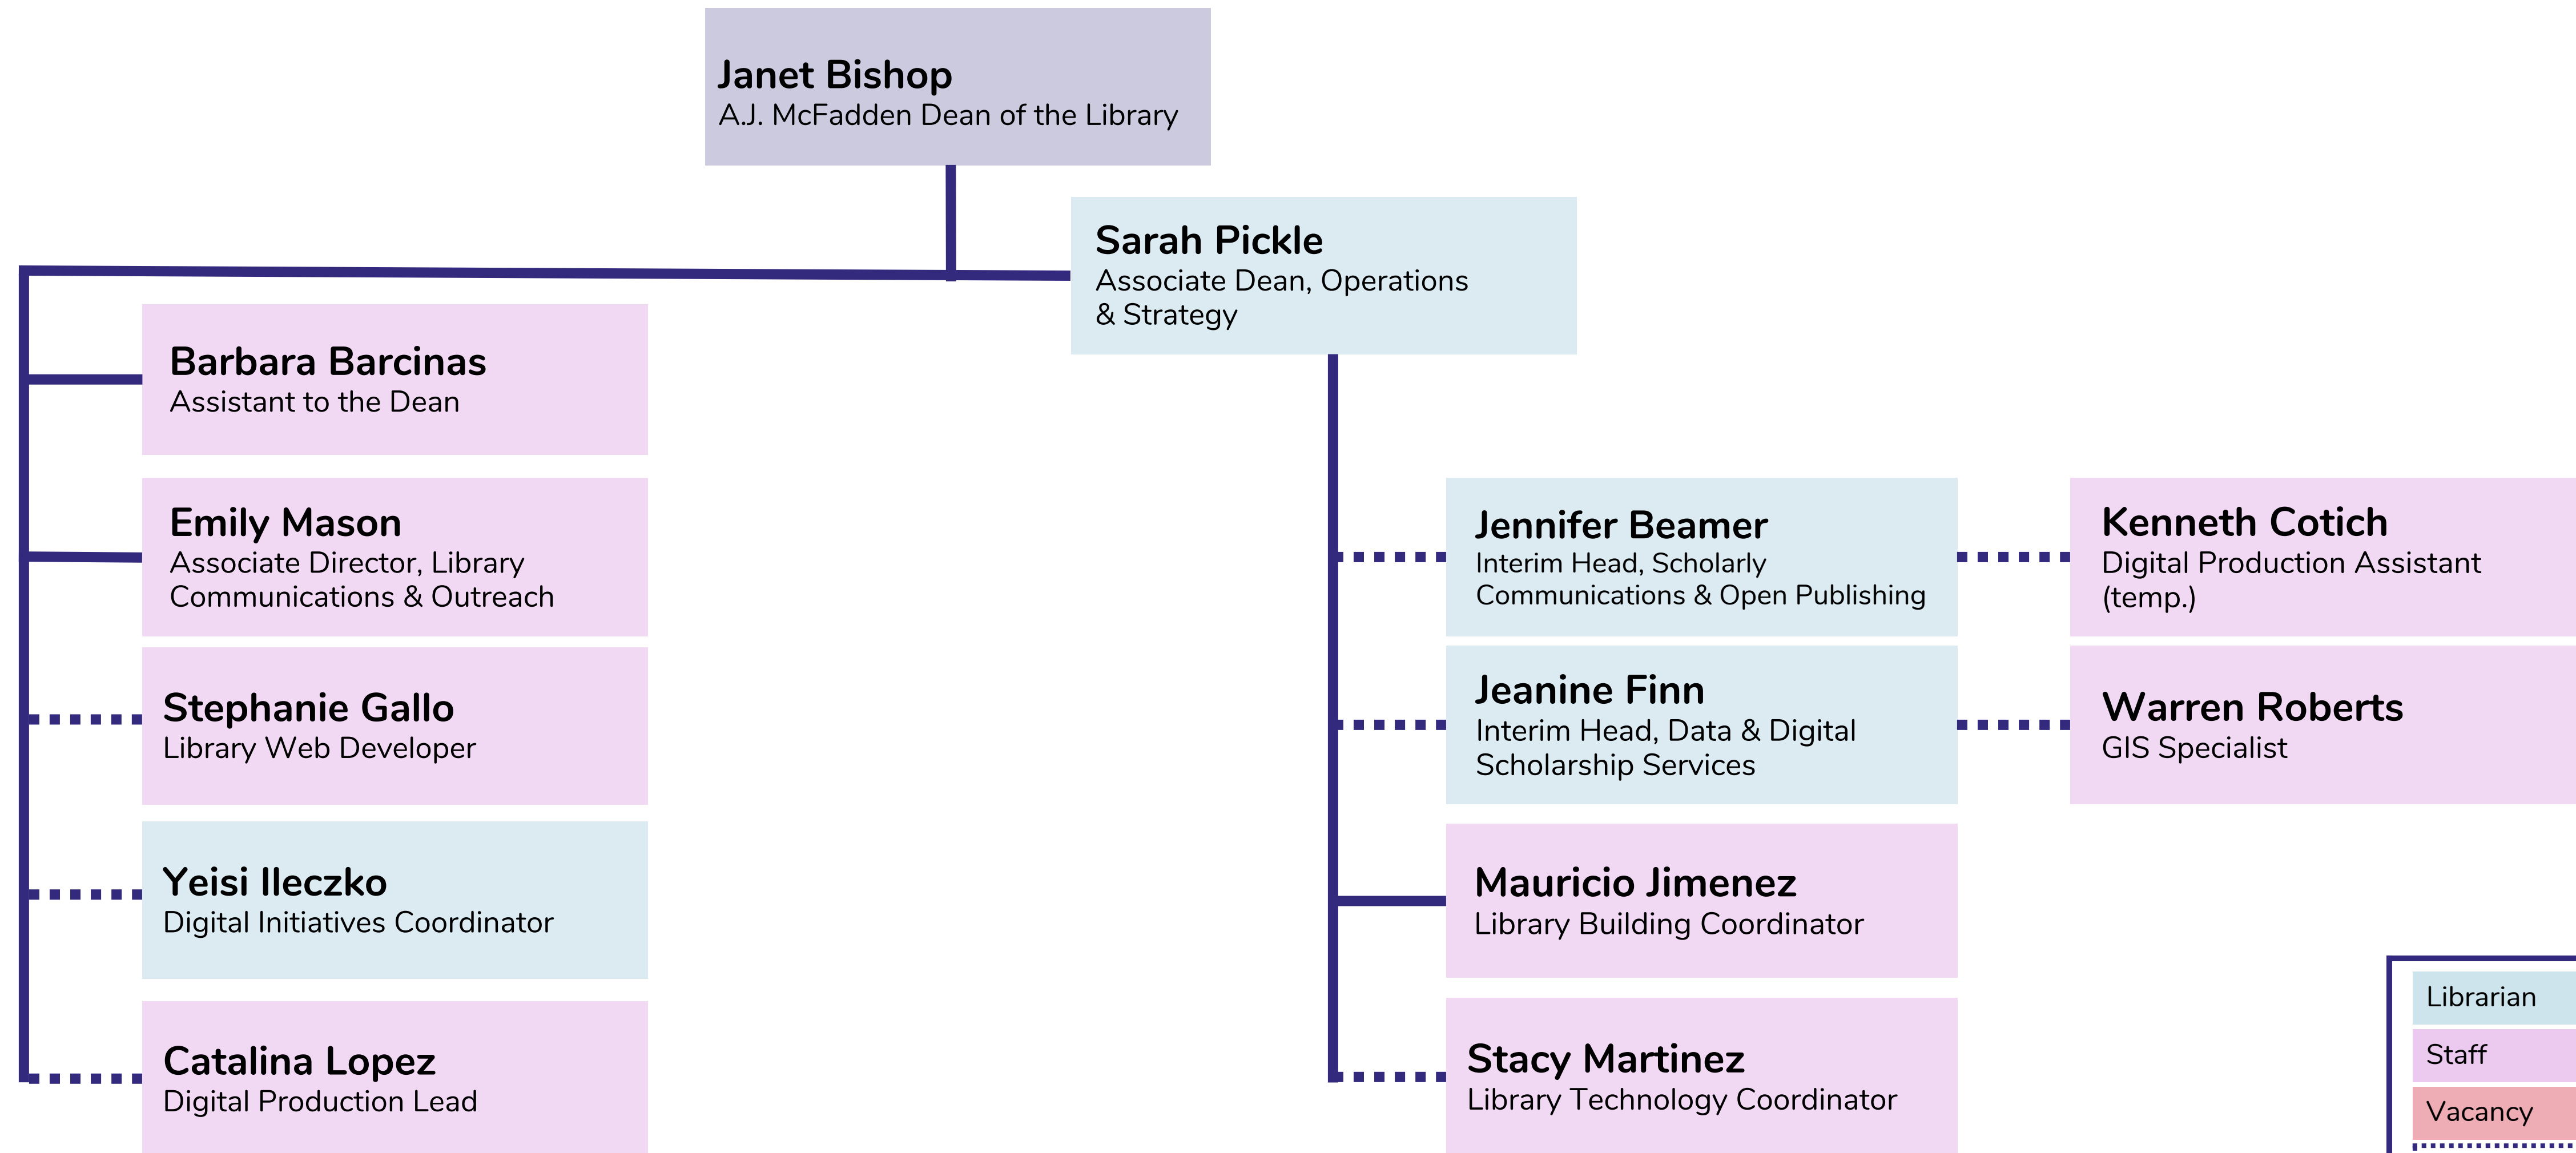 Janet Bishop
A.J. McFadden Dean of the Library
Sarah Pickle
Associate Dean, Operations
& Strategy
Barbara Barcinas
Assistant to the Dean
Emily Mason
Associate Director, Library
Communications & Outreach
Stephanie Gallo
Library Web Developer
Yeisi Ileczko
Digital Initiatives Coordinator
Catalina Lopez
Digital Production Lead
Jennifer Beamer
Interim Head, Scholarly
Communications & Open Publishing
Kenneth Cotich
Digital Production Assistant
(temp.)
Jeanine Finn
Interim Head, Data & Digital
Scholarship Services
Warren Roberts
GIS Specialist
Mauricio Jimenez
Library Building Coordinator
Stacy Martinez
Library Technology Coordinator
Librarian
Staff
Vacancy